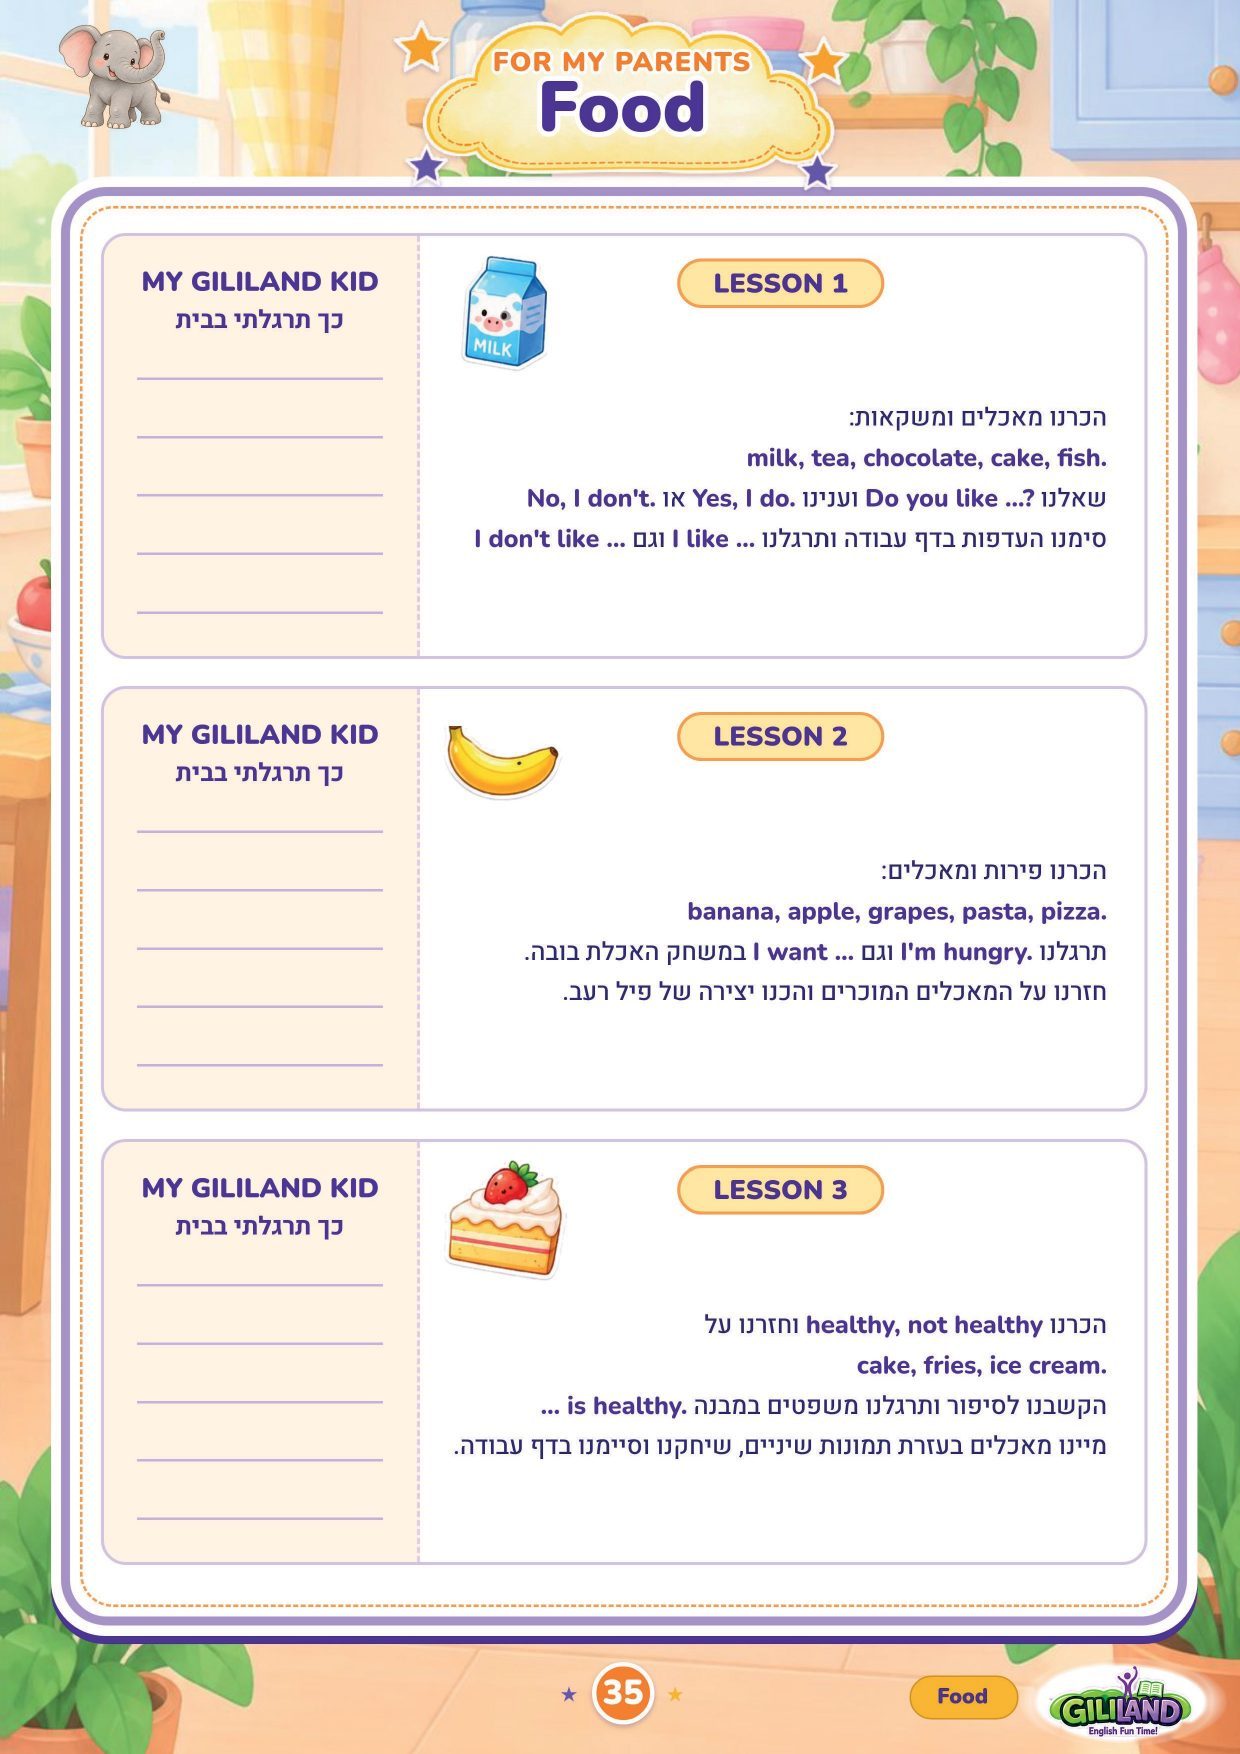 FOR MY PARENTS
Food
LESSON 1
MILK
הכרנו מאכלים ומשקאות:
milk, tea, chocolate, cake, fish.
שאלנו Do you like ...? וענינו Yes, I do. או No, I don't.
סימנו העדפות בדף עבודה ותרגלנו I like ... וגם I don't like ...
MY GILILAND KID
כך תרגלתי בבית
LESSON 2
הכרנו פירות ומאכלים:
banana, apple, grapes, pasta, pizza.
תרגלנו I'm hungry. וגם I want ... במשחק האכלת בובה.
חזרנו על המאכלים המוכרים והכנו יצירה של פיל רעב.
MY GILILAND KID
כך תרגלתי בבית
LESSON 3
הכרנו healthy, not healthy וחזרנו על
cake, fries, ice cream.
הקשבנו לסיפור ותרגלנו משפטים במבנה ... is healthy.
מיינו מאכלים בעזרת תמונות שיניים, שיחקנו וסיימנו בדף עבודה.
MY GILILAND KID
כך תרגלתי בבית
35
Food
GILILAND
English Fun Time!